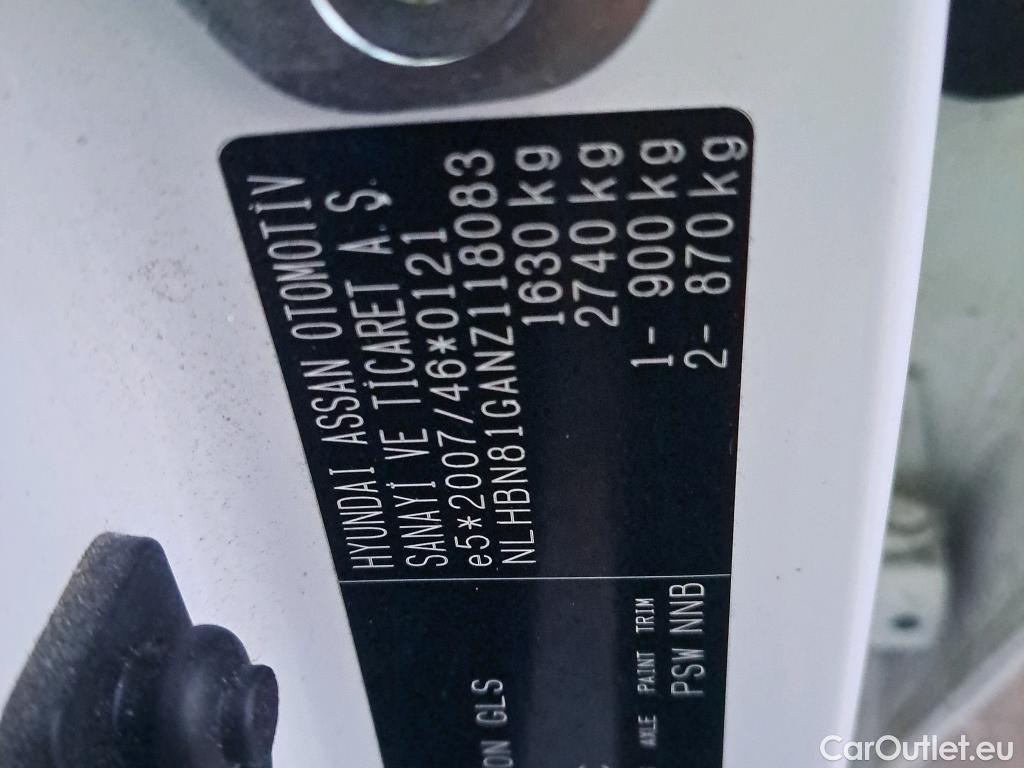 HYUNDAI ASSAN OTOMOTİV
SANAYİ VE TİCARET A.Ş.
e5*2007/46*0121
NLHBN81GANZ118083
1630 kg
2740 kg
1- 900 kg
2- 870 kg
GLS
AXLE PAINT TRIM
PSW NNB
CarOutlet.eu